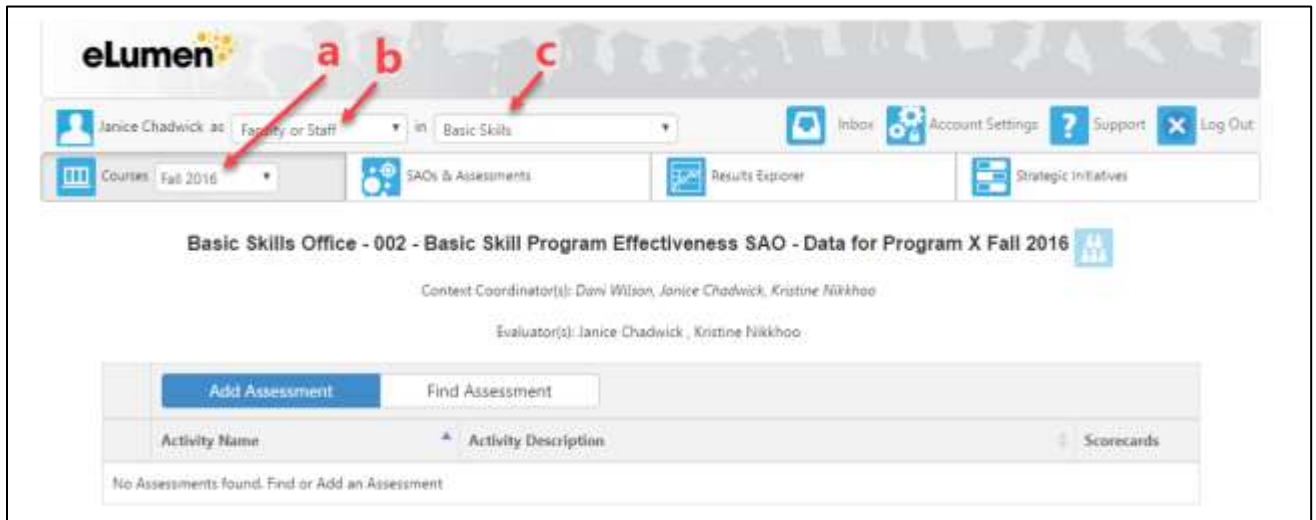 eLumen
a b c
Janice Chadwick as Faculty or Staff in Basic Skills Inbox Account Settings ? Support Log Out
Courses Fall 2016 SAOs & Assessments Results Explorer Strategic Initiatives
Basic Skills Office - 002 - Basic Skill Program Effectiveness SAO - Data for Program X Fall 2016
Context Coordinator(s): Dani Wilson, Janice Chadwick, Kristine Nikkhoo
Evaluator(s): Janice Chadwick , Kristine Nikkhoo
Add Assessment Find Assessment
Activity Name Activity Description Scorecards
No Assessments found. Find or Add an Assessment